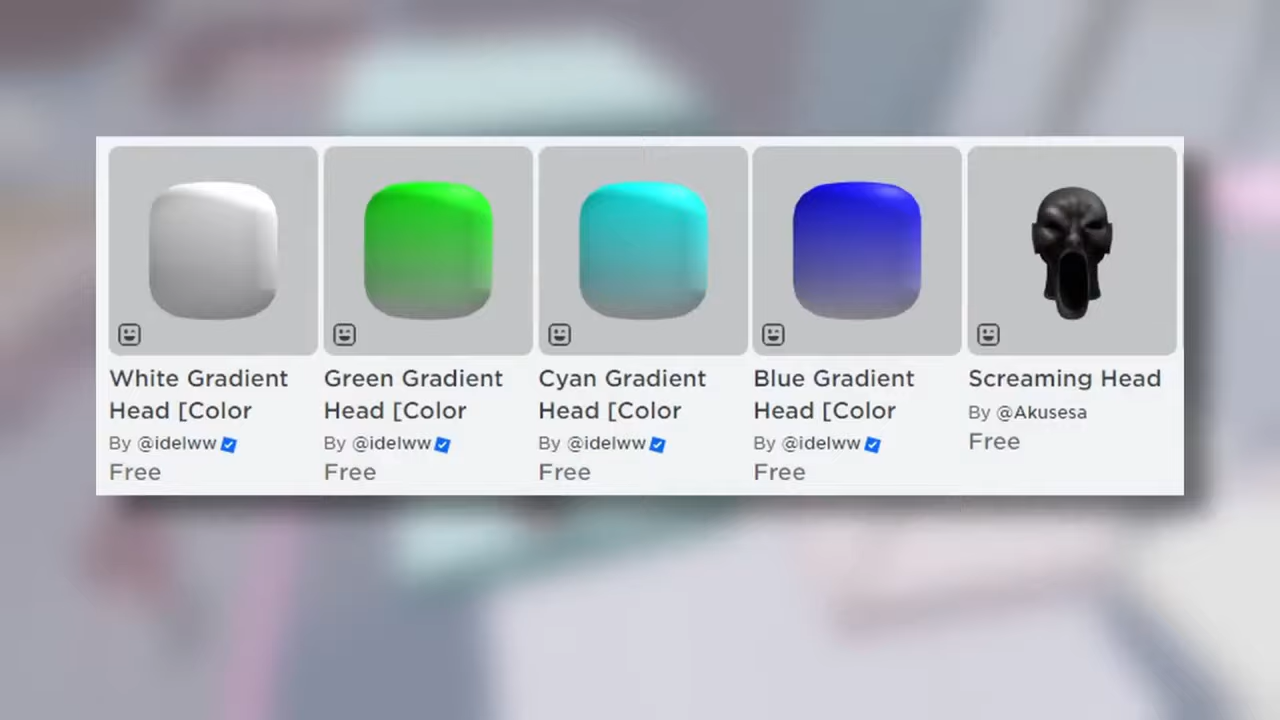 White Gradient
Head [Color
By @idelww
Free
Green Gradient
Head [Color
By @idelww
Free
Cyan Gradient
Head [Color
By @idelww
Free
Blue Gradient
Head [Color
By @idelww
Free
Screaming Head
By @Akusesa
Free